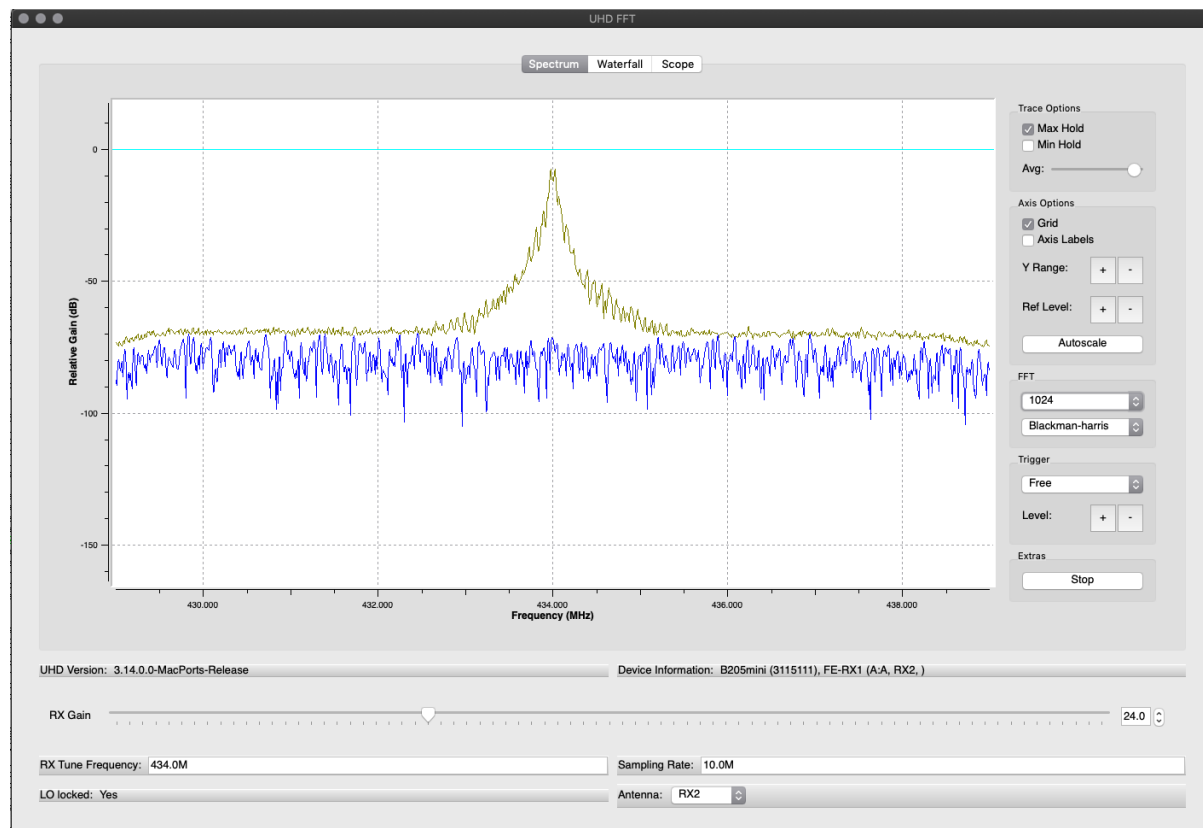 UHD FFT
Spectrum Waterfall Scope
Trace Options
Max Hold
Min Hold
Avg:
Axis Options
Grid
Axis Labels
Y Range: + -
Ref Level: + -
Autoscale
FFT
1024
Blackman-harris
Trigger
Free
Level: + -
Extras
Stop
Relative Gain (dB)
0
-50
-100
-150
430.000 432.000 434.000 436.000 438.000
Frequency (MHz)
UHD Version: 3.14.0.0-MacPorts-Release
Device Information: B205mini (3115111), FE-RX1 (A:A, RX2, )
RX Gain 24.0
RX Tune Frequency: 434.0M
Sampling Rate: 10.0M
LO locked: Yes
Antenna: RX2